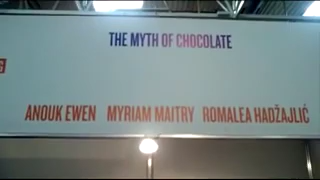 THE MYTH OF CHOCOLATE
ANOUK EWEN MYRIAM MAITRY ROMALEA HADŽAJLIĆ